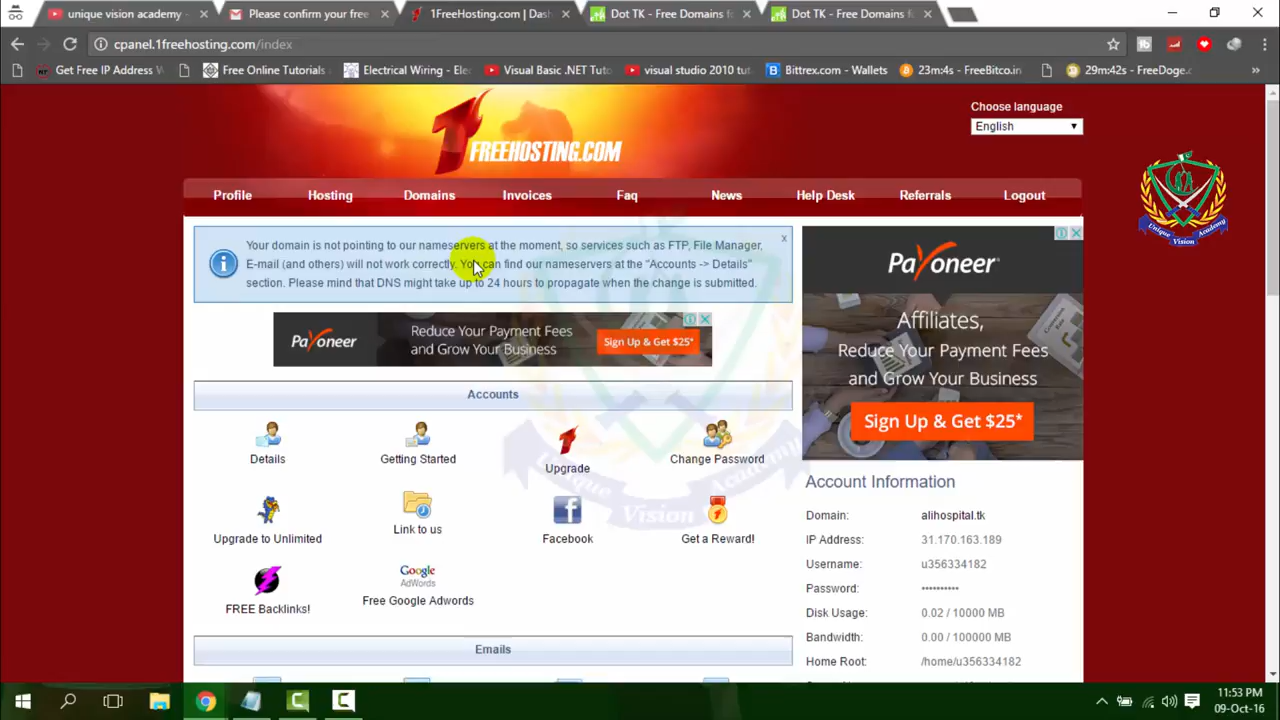 unique vision academy
Please confirm your free
1FreeHosting.com | Dash
Dot TK - Free Domains f
Dot TK - Free Domains f
cpanel.1freehosting.com/index
Get Free IP Address
Free Online Tutorials
Electrical Wiring - Ele
Visual Basic .NET Tuto
visual studio 2010 tut
Bittrex.com - Wallets
23m:4s - FreeBitco.in
29m:42s - FreeDoge.c
Choose language
English
1FREEHOSTING.COM
Profile Hosting Domains Invoices Faq News Help Desk Referrals Logout
Unique Vision Academy
Your domain is not pointing to our nameservers at the moment, so services such as FTP, File Manager,
E-mail (and others) will not work correctly. You can find our nameservers at the "Accounts -> Details"
section. Please mind that DNS might take up to 24 hours to propagate when the change is submitted.
x
Payoneer
Reduce Your Payment Fees
and Grow Your Business
Sign Up & Get $25*
Payoneer
Affiliates,
Reduce Your Payment Fees
and Grow Your Business
Sign Up & Get $25*
Accounts
Details
Getting Started
Upgrade
Change Password
Upgrade to Unlimited
Link to us
Facebook
Get a Reward!
FREE Backlinks!
Google
AdWords
Free Google Adwords
Unique Vision Academy
Emails
Account Information
Domain: alihospital.tk
IP Address: 31.170.163.189
Username: u356334182
Password: ••••••••••
Disk Usage: 0.02 / 10000 MB
Bandwidth: 0.00 / 100000 MB
Home Root: /home/u356334182
11:53 PM
09-Oct-16